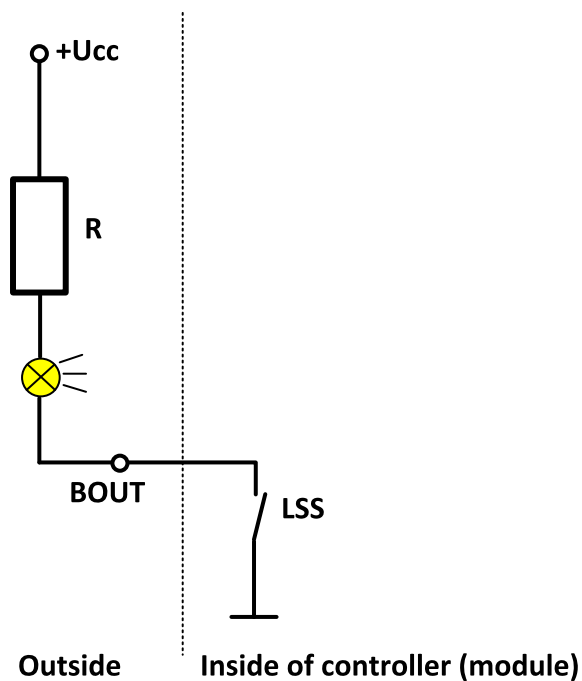 +Ucc
R
BOUT
LSS
Outside
Inside of controller (module)